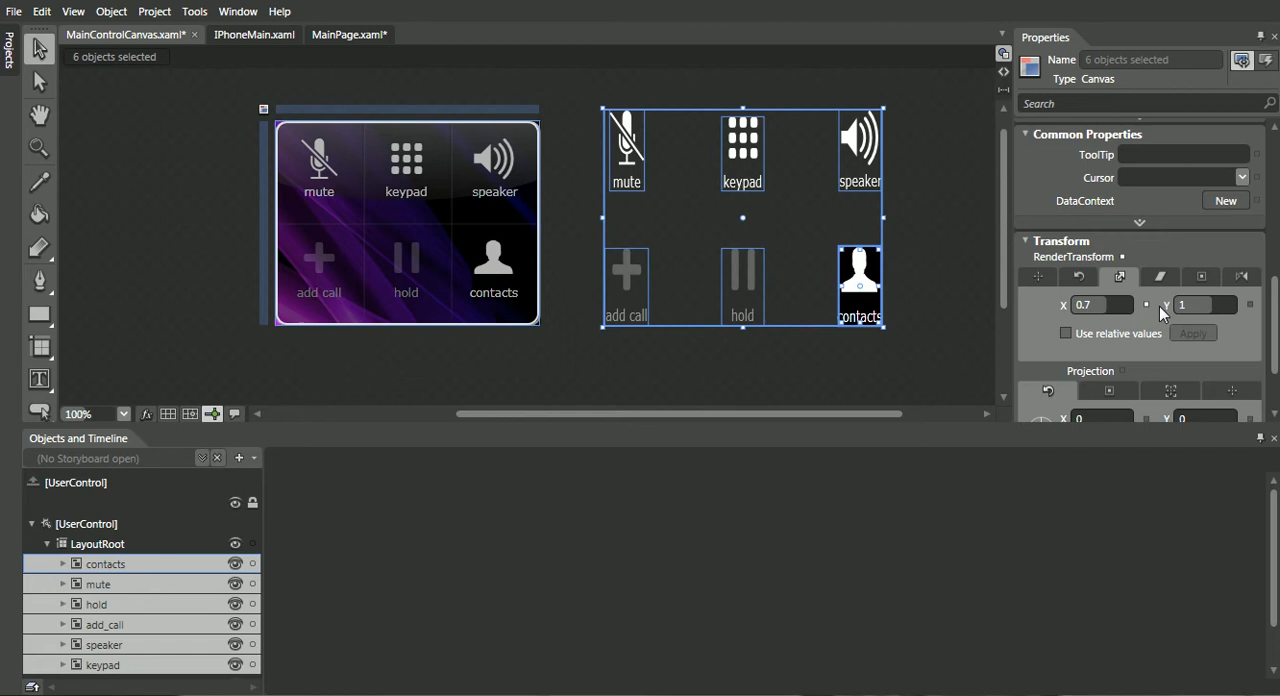 File Edit View Object Project Tools Window Help
Projects
MainControlCanvas.xaml* × IPhoneMain.xaml MainPage.xaml*
6 objects selected
mute keypad speaker
add call hold contacts
mute keypad speaker
add call hold contacts
100%
fx
Properties
Name 6 objects selected
Type Canvas
Search
Common Properties
ToolTip
Cursor
DataContext New
Transform
RenderTransform
X 0.7 Y 1
Use relative values Apply
Projection
X 0 Y 0
Objects and Timeline
(No Storyboard open)
[UserControl]
[UserControl]
LayoutRoot
contacts
mute
hold
add_call
speaker
keypad